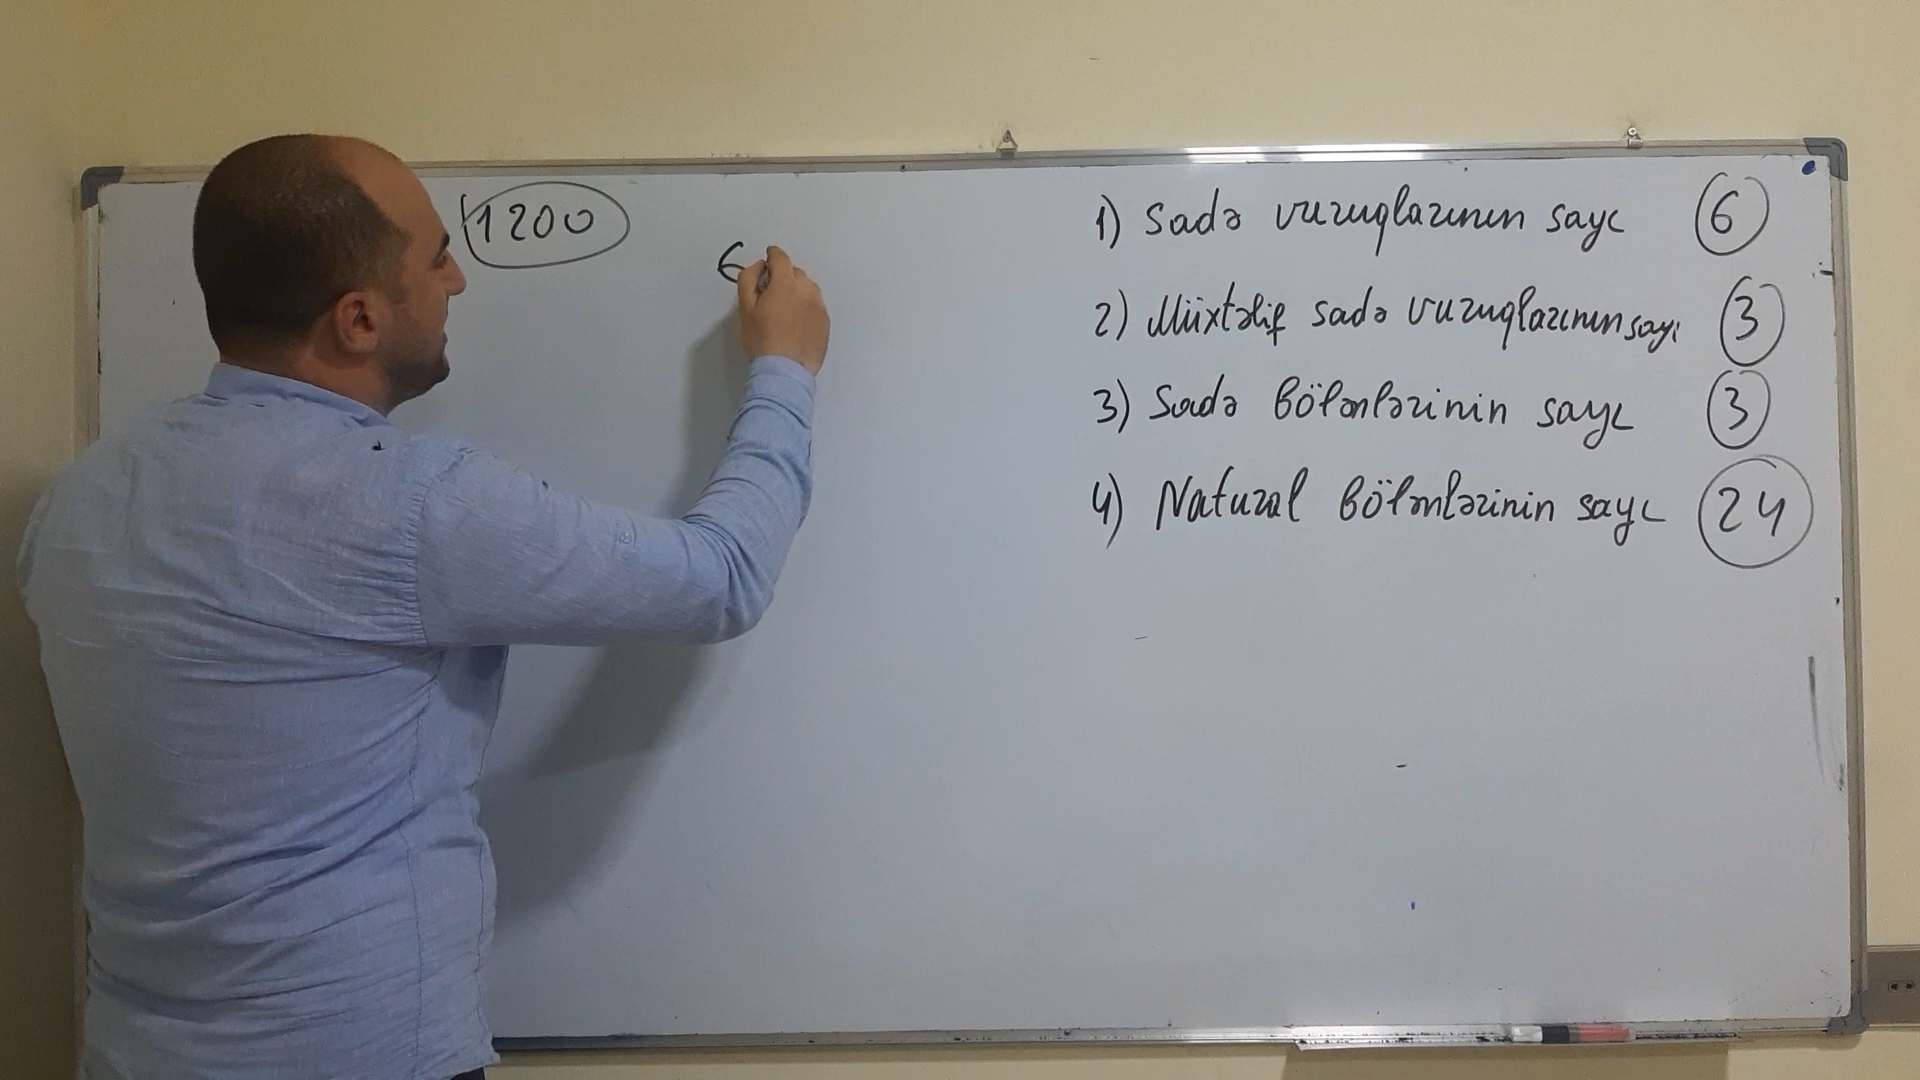 1200
6
1) Sadə vuruqlarının sayı 6
2) Müxtəlif sadə vuruqlarının sayı 3
3) Sadə bölənlərinin sayı 3
4) Natural bölənlərinin sayı 24